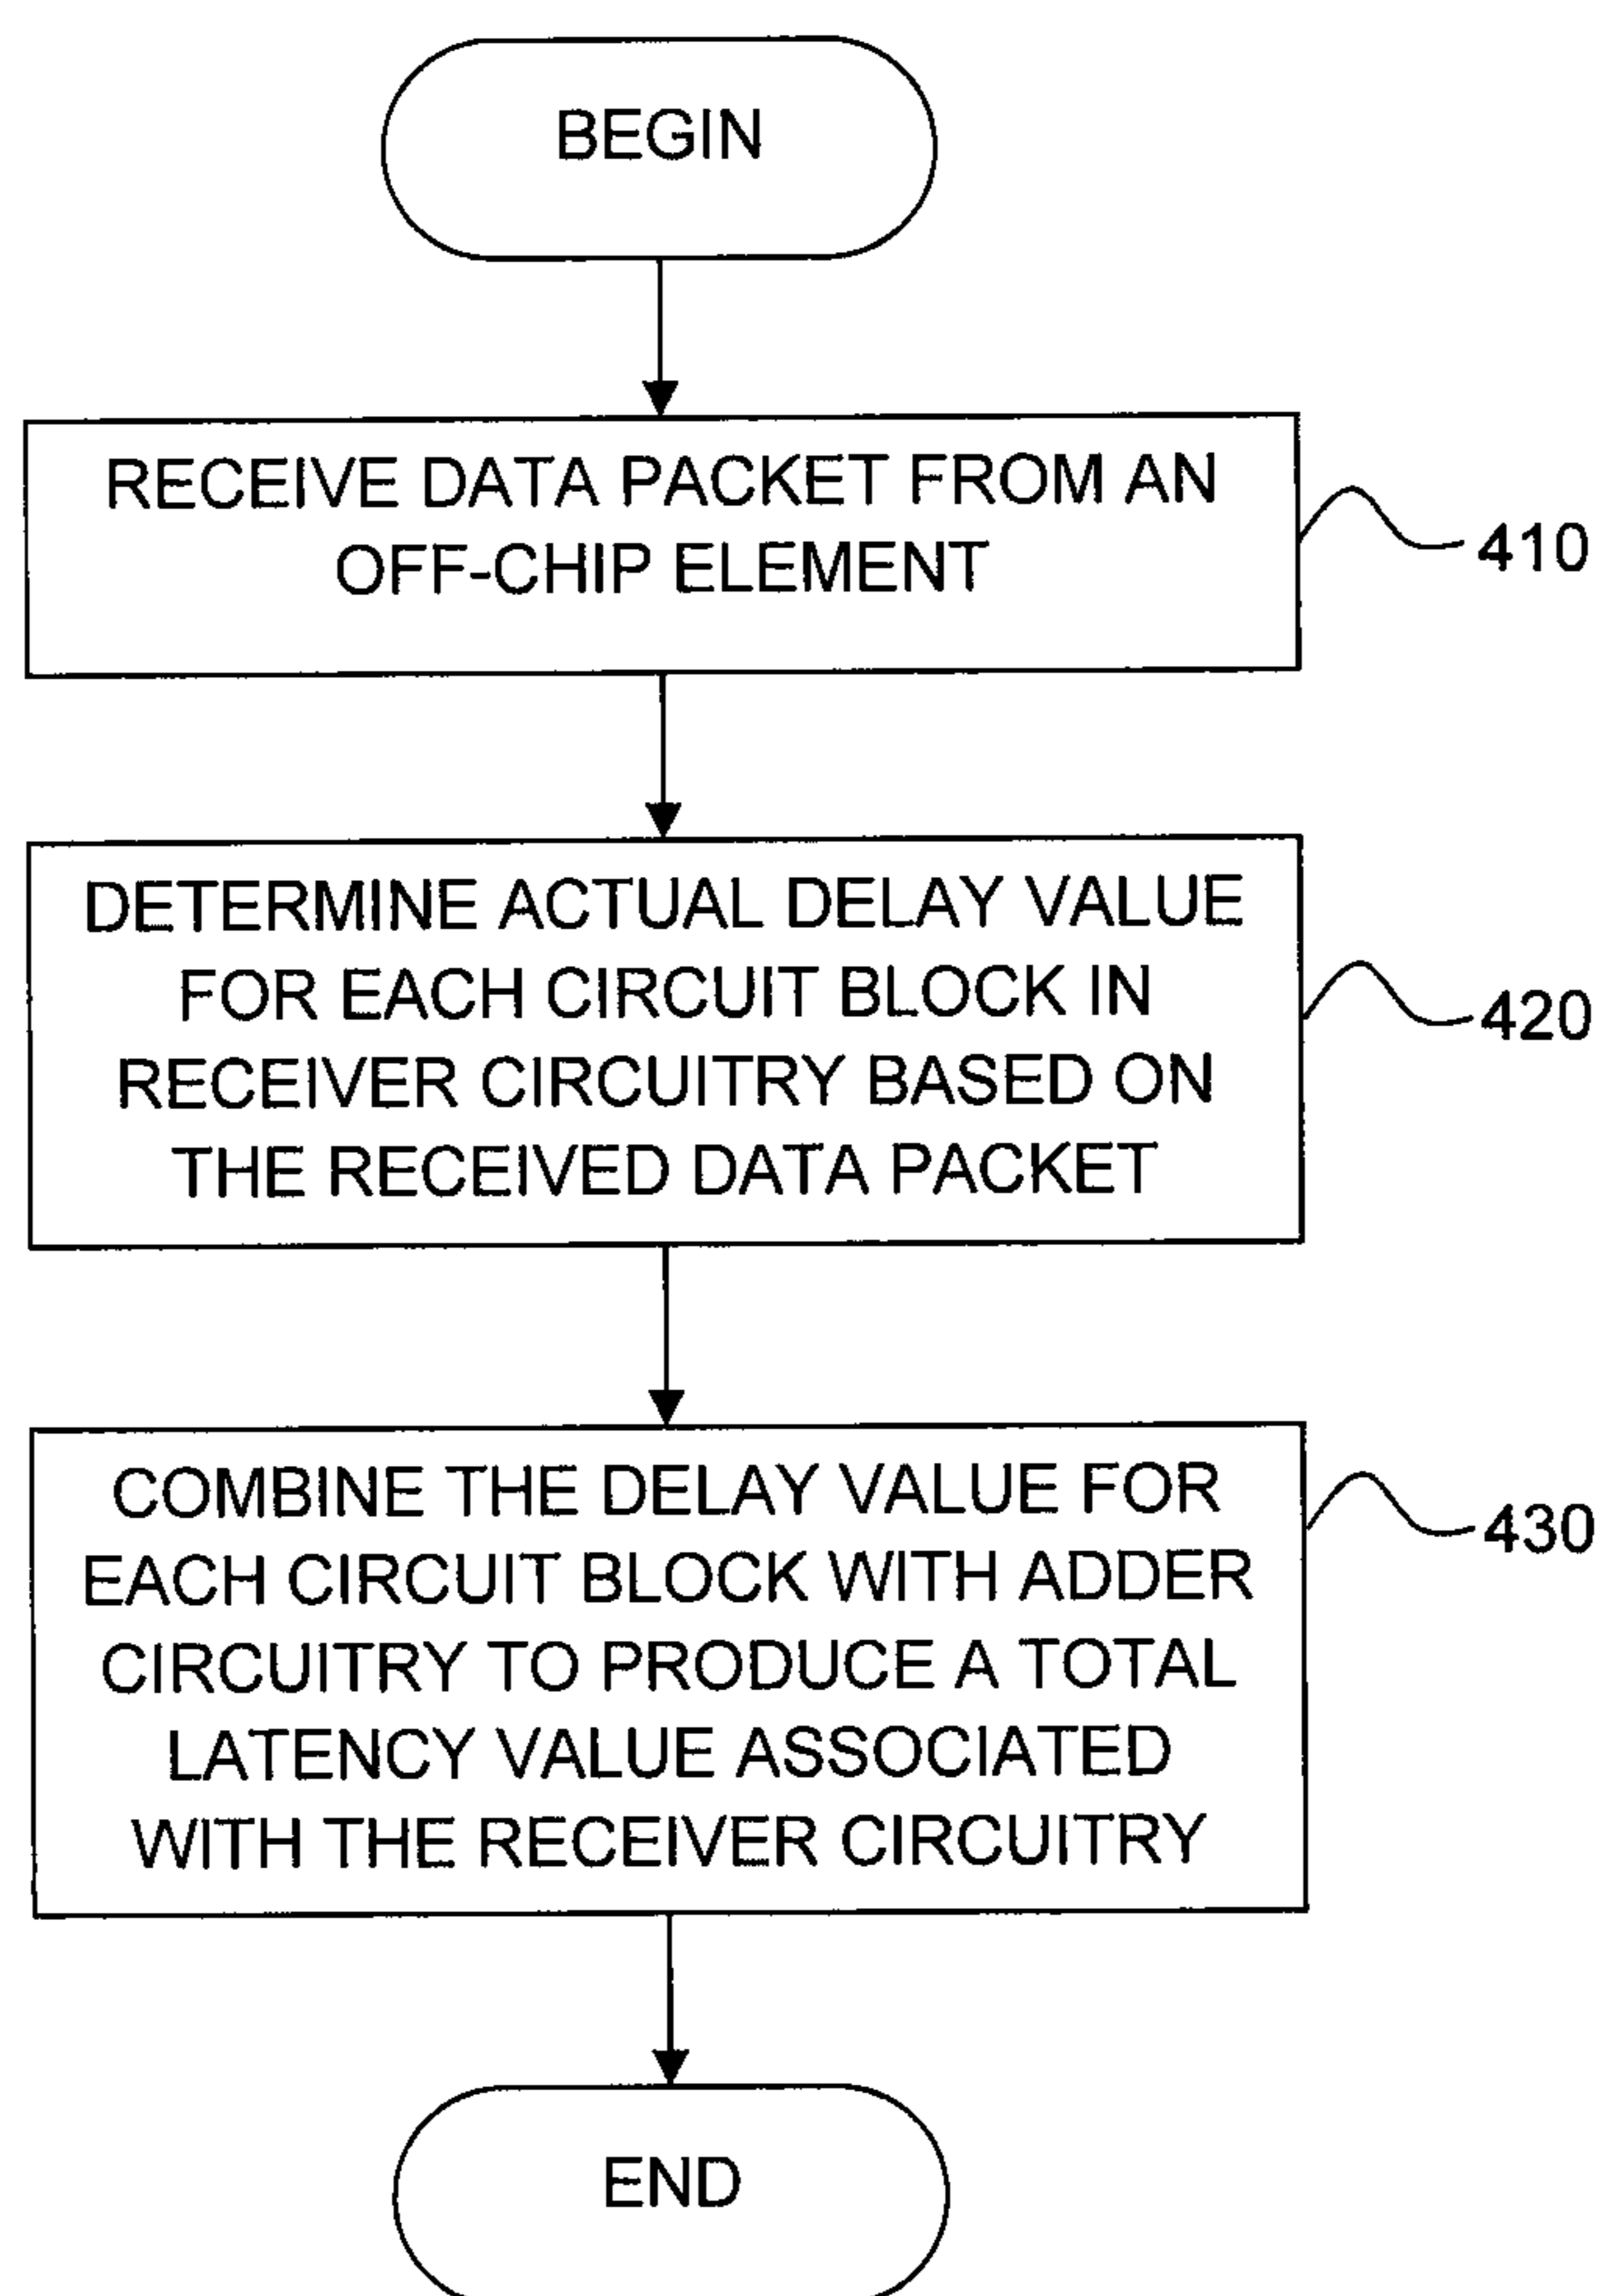 BEGIN
RECEIVE DATA PACKET FROM AN
OFF-CHIP ELEMENT
410
DETERMINE ACTUAL DELAY VALUE
FOR EACH CIRCUIT BLOCK IN
RECEIVER CIRCUITRY BASED ON
THE RECEIVED DATA PACKET
420
COMBINE THE DELAY VALUE FOR
EACH CIRCUIT BLOCK WITH ADDER
CIRCUITRY TO PRODUCE A TOTAL
LATENCY VALUE ASSOCIATED
WITH THE RECEIVER CIRCUITRY
430
END